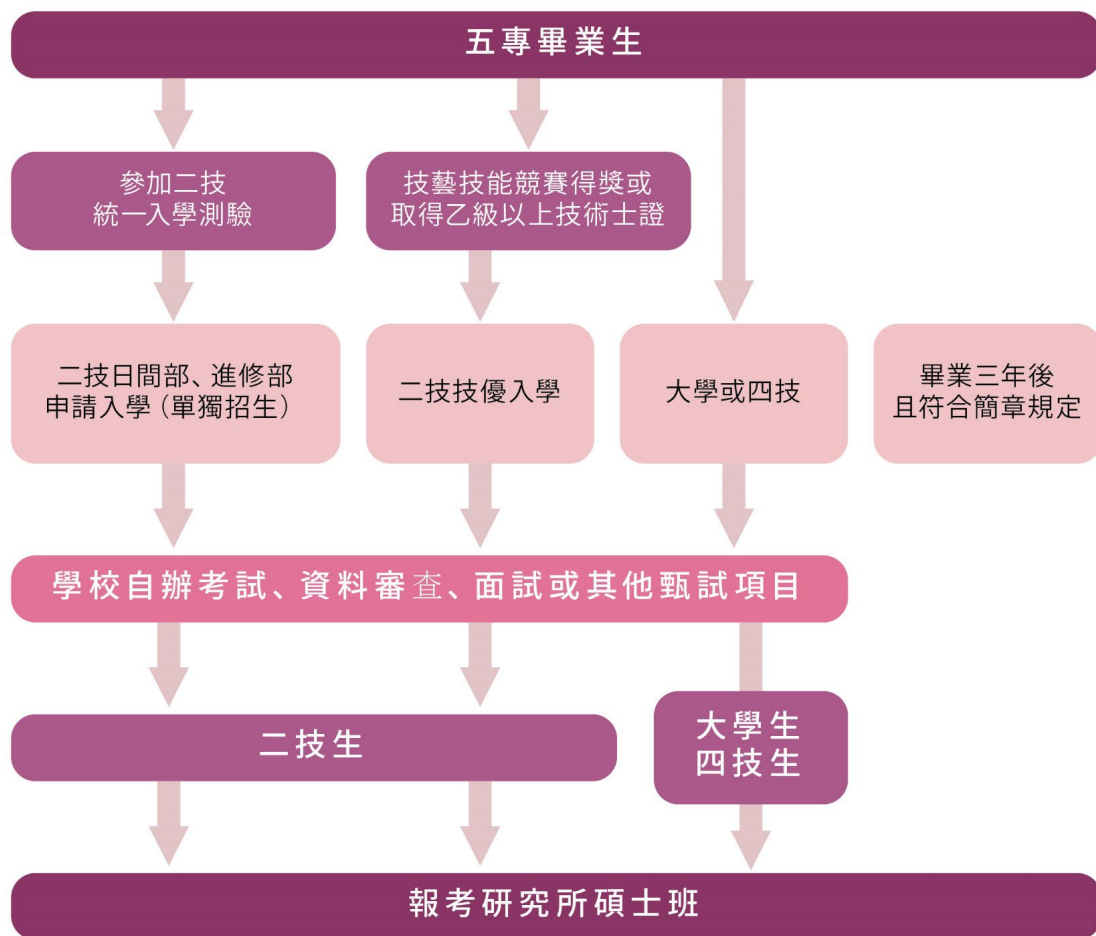 五專畢業生
參加二技
統一入學測驗
技藝技能競賽得獎或
取得乙級以上技術士證
二技日間部、進修部
申請入學(單獨招生)
二技技優入學
大學或四技
畢業三年後
且符合簡章規定
學校自辦考試、資料審查、面試或其他甄試項目
二技生
大學生
四技生
報考研究所碩士班